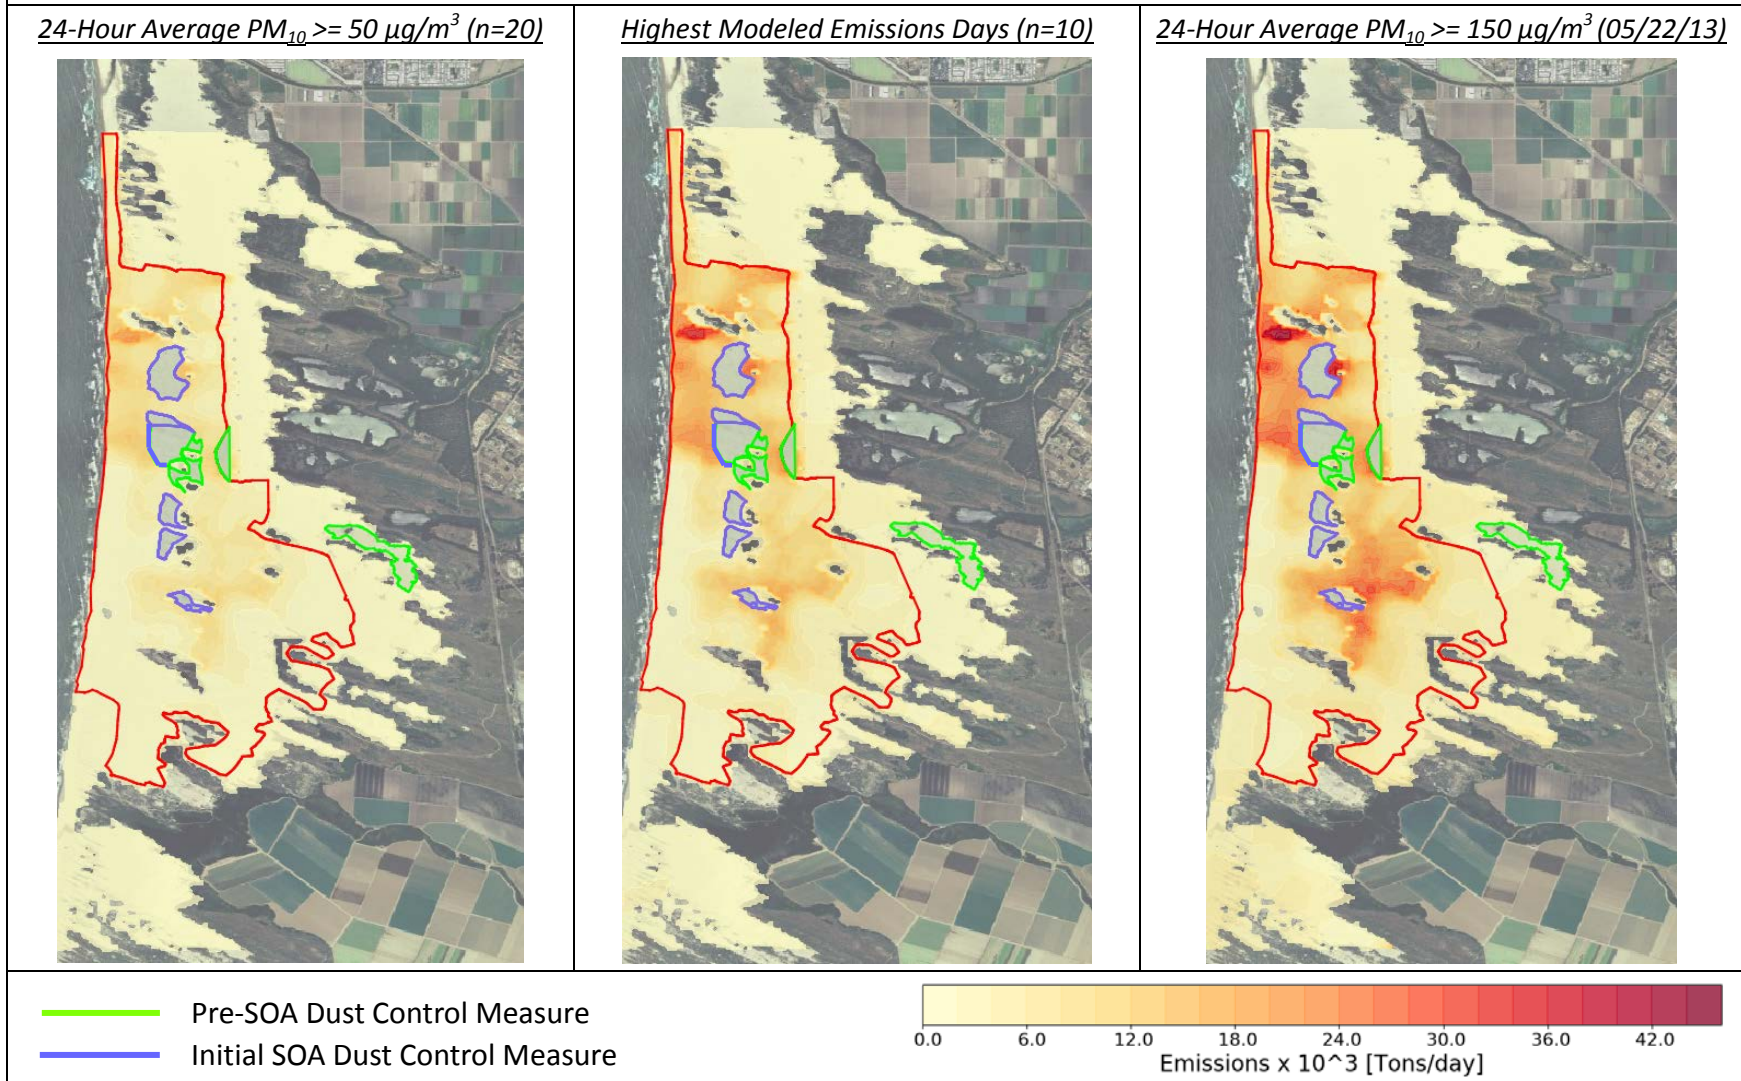 24-Hour Average PM10 >= 50 µg/m3 (n=20)
Highest Modeled Emissions Days (n=10)
24-Hour Average PM10 >= 150 µg/m3 (05/22/13)
Pre-SOA Dust Control Measure
Initial SOA Dust Control Measure
0.0 6.0 12.0 18.0 24.0 30.0 36.0 42.0
Emissions x 10^3 [Tons/day]